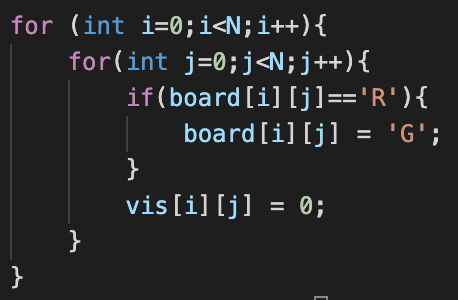 for (int i=0;i<N;i++){
    for(int j=0;j<N;j++){
        if(board[i][j]=='R'){
            board[i][j] = 'G';
        }
        vis[i][j] = 0;
    }
}